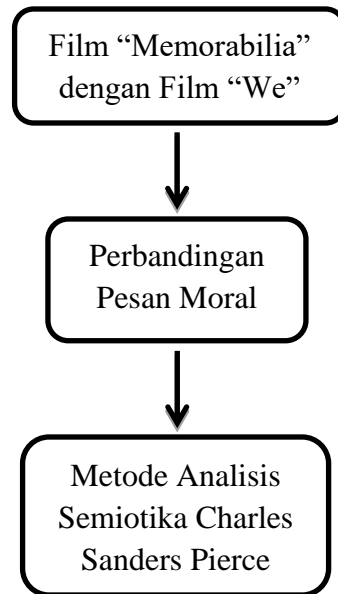 Film “Memorabilia”
dengan Film “We”
Perbandingan
Pesan Moral
Metode Analisis
Semiotika Charles
Sanders Pierce